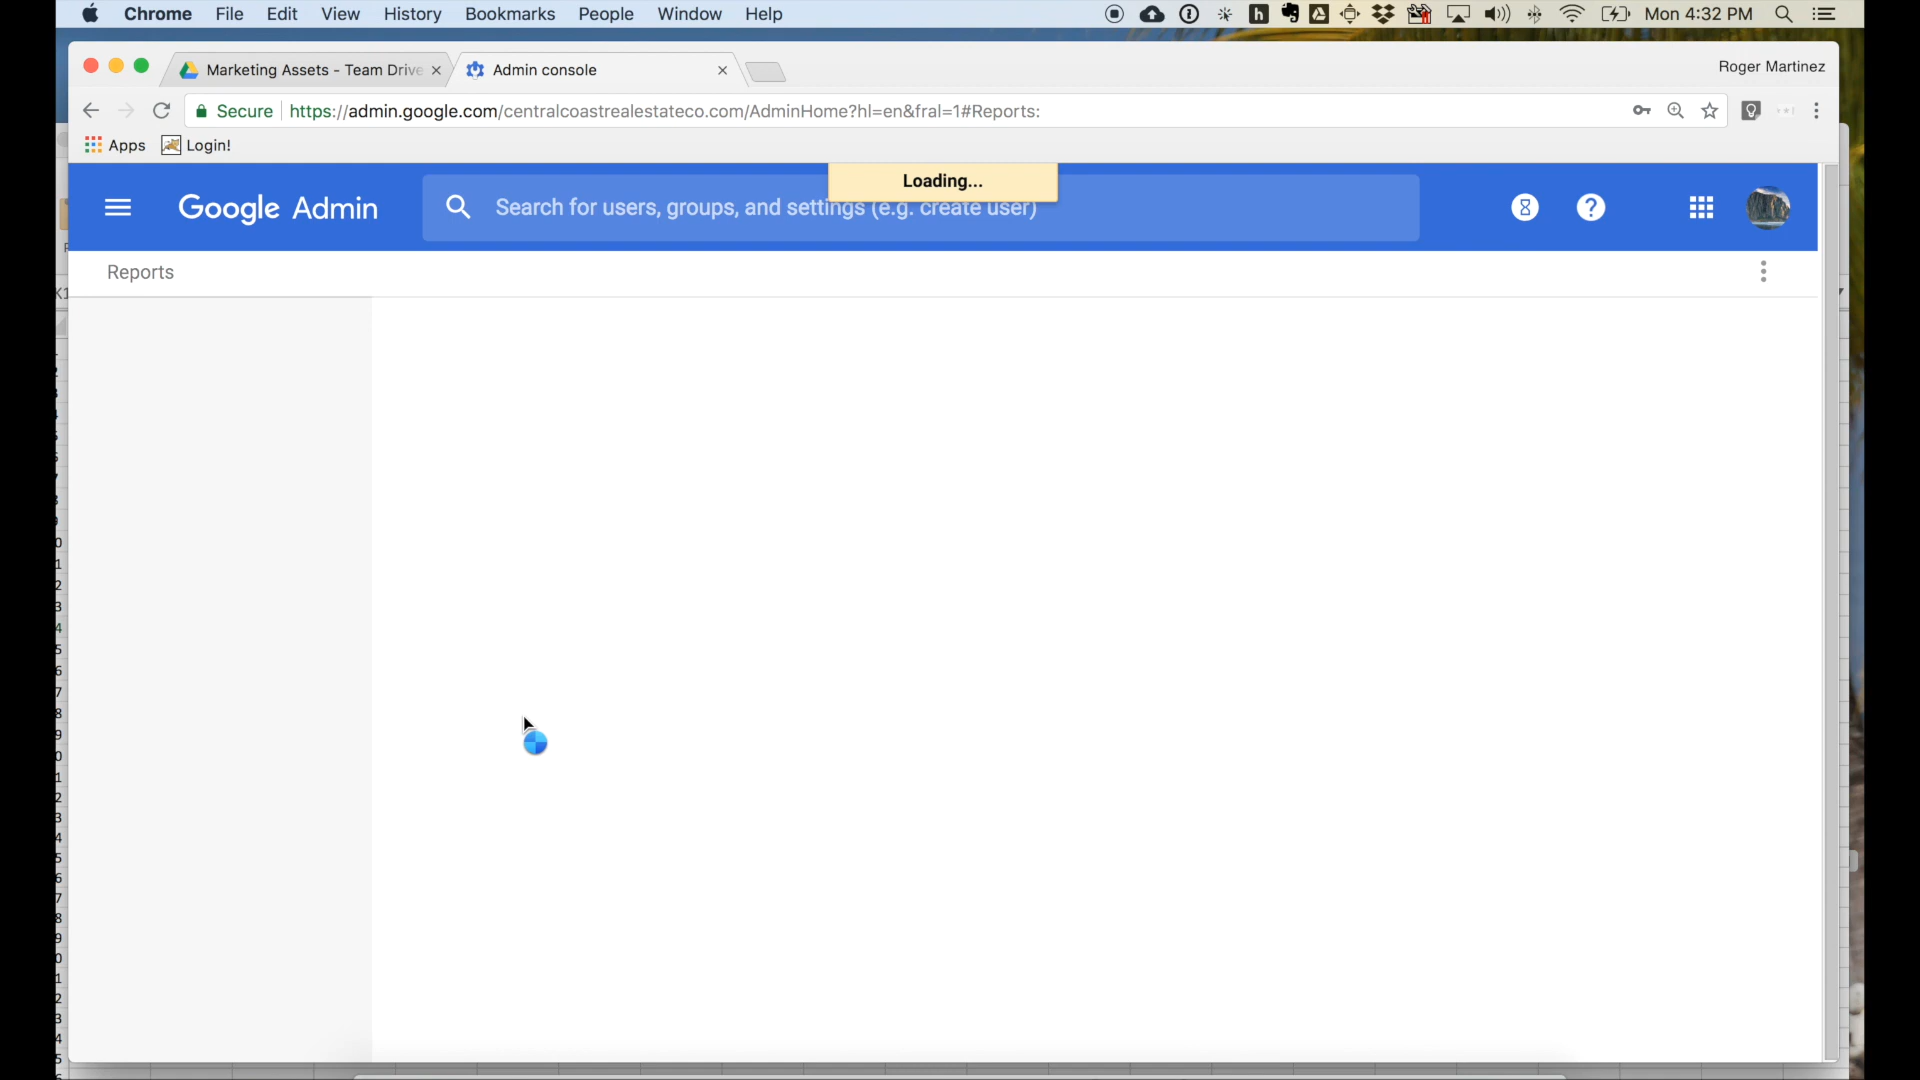 Chrome File Edit View History Bookmarks People Window Help Mon 4:32 PM
Marketing Assets - Team Drive Admin console Roger Martinez
Secure https://admin.google.com/centralcoastrealestateco.com/AdminHome?hl=en&fral=1#Reports:
Apps Login!
Loading...
Google Admin Search for users, groups, and settings (e.g. create user)
Reports